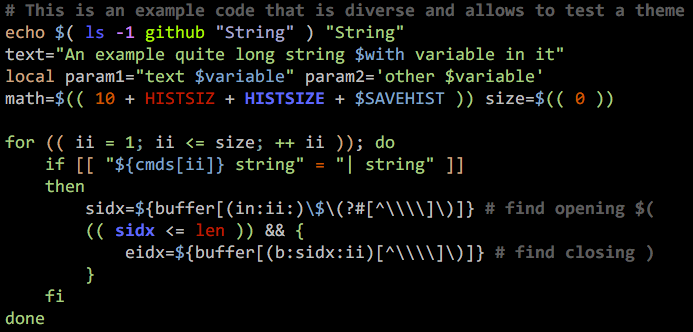 # This is an example code that is diverse and allows to test a theme
echo $( ls -1 github "String" ) "String"
text="An example quite long string $with variable in it"
local param1="text $variable" param2='other $variable'
math=$(( 10 + HISTSIZ + HISTSIZE + $SAVEHIST )) size=$(( 0 ))

for (( ii = 1; ii <= size; ++ ii )); do
    if [[ "${cmds[ii]} string" = "| string" ]]
    then
        sidx=${buffer[(in:ii:)\$\(?#[^\\\\]\)]} # find opening $(
        (( sidx <= len )) && {
            eidx=${buffer[(b:sidx:ii)[^\\\\]\)]} # find closing )
        }
    fi
done